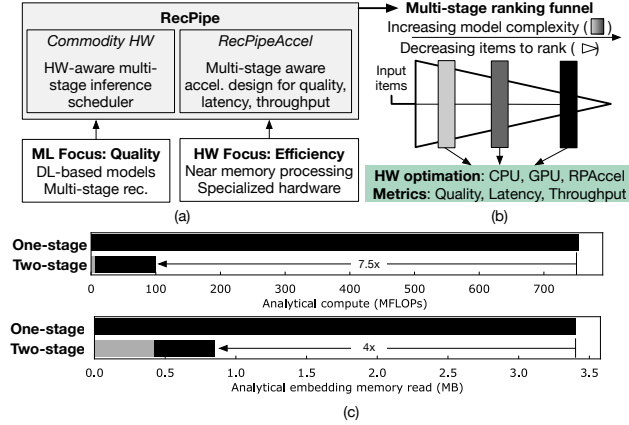 RecPipe
Commodity HW
HW-aware multi-
stage inference
scheduler
RecPipeAccel
Multi-stage aware
accel. design for quality,
latency, throughput
ML Focus: Quality
DL-based models
Multi-stage rec.
HW Focus: Efficiency
Near memory processing
Specialized hardware
(a)
Multi-stage ranking funnel
Increasing model complexity ( )
Decreasing items to rank ( )
Input
items
HW optimation: CPU, GPU, RPAccel
Metrics: Quality, Latency, Throughput
(b)
One-stage
Two-stage
7.5x
0 100 200 300 400 500 600 700
Analytical compute (MFLOPs)
One-stage
Two-stage
4x
0.0 0.5 1.0 1.5 2.0 2.5 3.0 3.5
Analytical embedding memory read (MB)
(c)